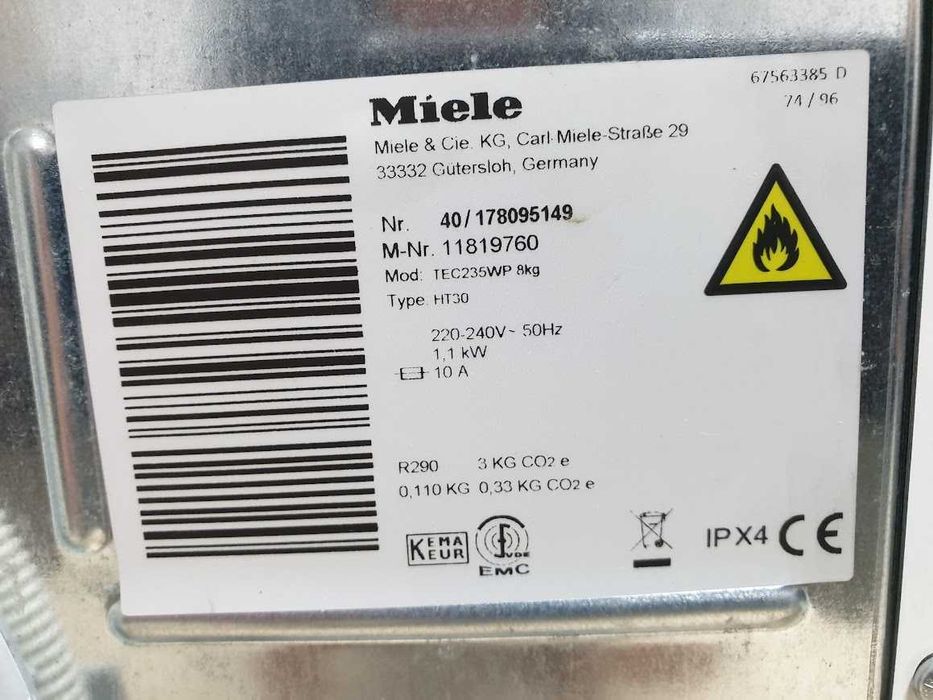 Miele
67563385 D
74 / 96
Miele & Cie. KG, Carl-Miele-Straße 29
33332 Gütersloh, Germany
Nr. 40/178095149
M-Nr. 11819760
Mod: TEC235WP 8kg
Type: HT30
220-240V~ 50Hz
1,1 kW
10 A
R290 3 KG CO2 e
0,110 KG 0,33 KG CO2 e
KEMA
KEUR
VDE
EMC
IPX4 CE